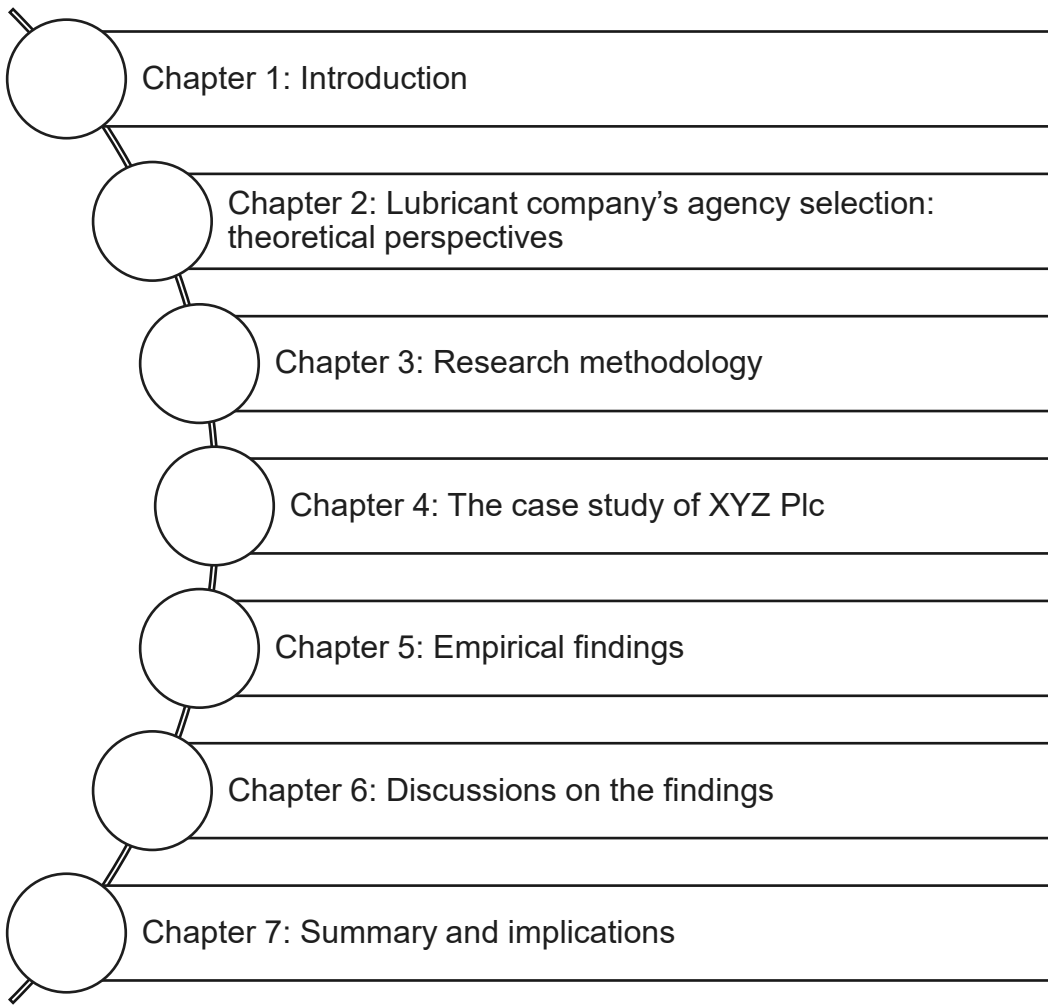 Chapter 1: Introduction
Chapter 2: Lubricant company’s agency selection:
theoretical perspectives
Chapter 3: Research methodology
Chapter 4: The case study of XYZ Plc
Chapter 5: Empirical findings
Chapter 6: Discussions on the findings
Chapter 7: Summary and implications